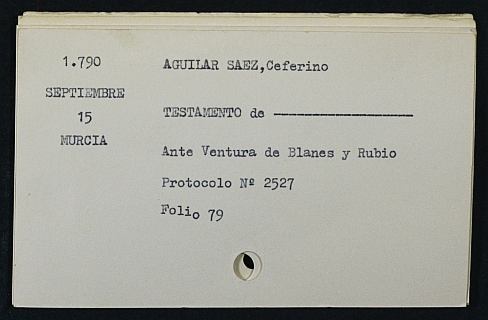 1.790
SEPTIEMBRE
15
MURCIA
AGUILAR SAEZ,Ceferino
TESTAMENTO de ------------------
Ante Ventura de Blanes y Rubio
Protocolo Nº 2527
Folio 79